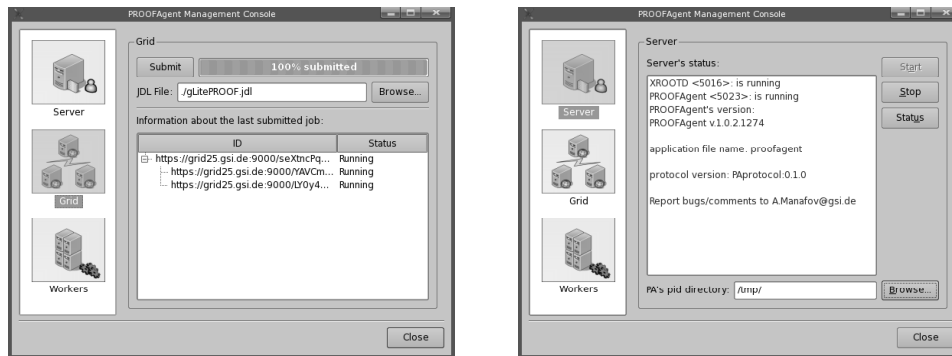 PROOFAgent Management Console
Server
Grid
Workers
Grid
Submit
100% submitted
JDL File: ./gLitePROOF.jdl
Browse...
Information about the last submitted job:
ID Status
https://grid25.gsi.de:9000/seXtncPq... Running
https://grid25.gsi.de:9000/YAVCm... Running
https://grid25.gsi.de:9000/LY0y4... Running
Close
PROOFAgent Management Console
Server
Grid
Workers
Server
Server's status:
XROOTD <5016>: is running
PROOFAgent <5023>: is running
PROOFAgent's version:
PROOFAgent v.1.0.2.1274
application file name. proofagent
protocol version: PAprotocol:0.1.0
Report bugs/comments to A.Manafov@gsi.de
Start
Stop
Status
PA's pid directory: /tmp/
Browse...
Close